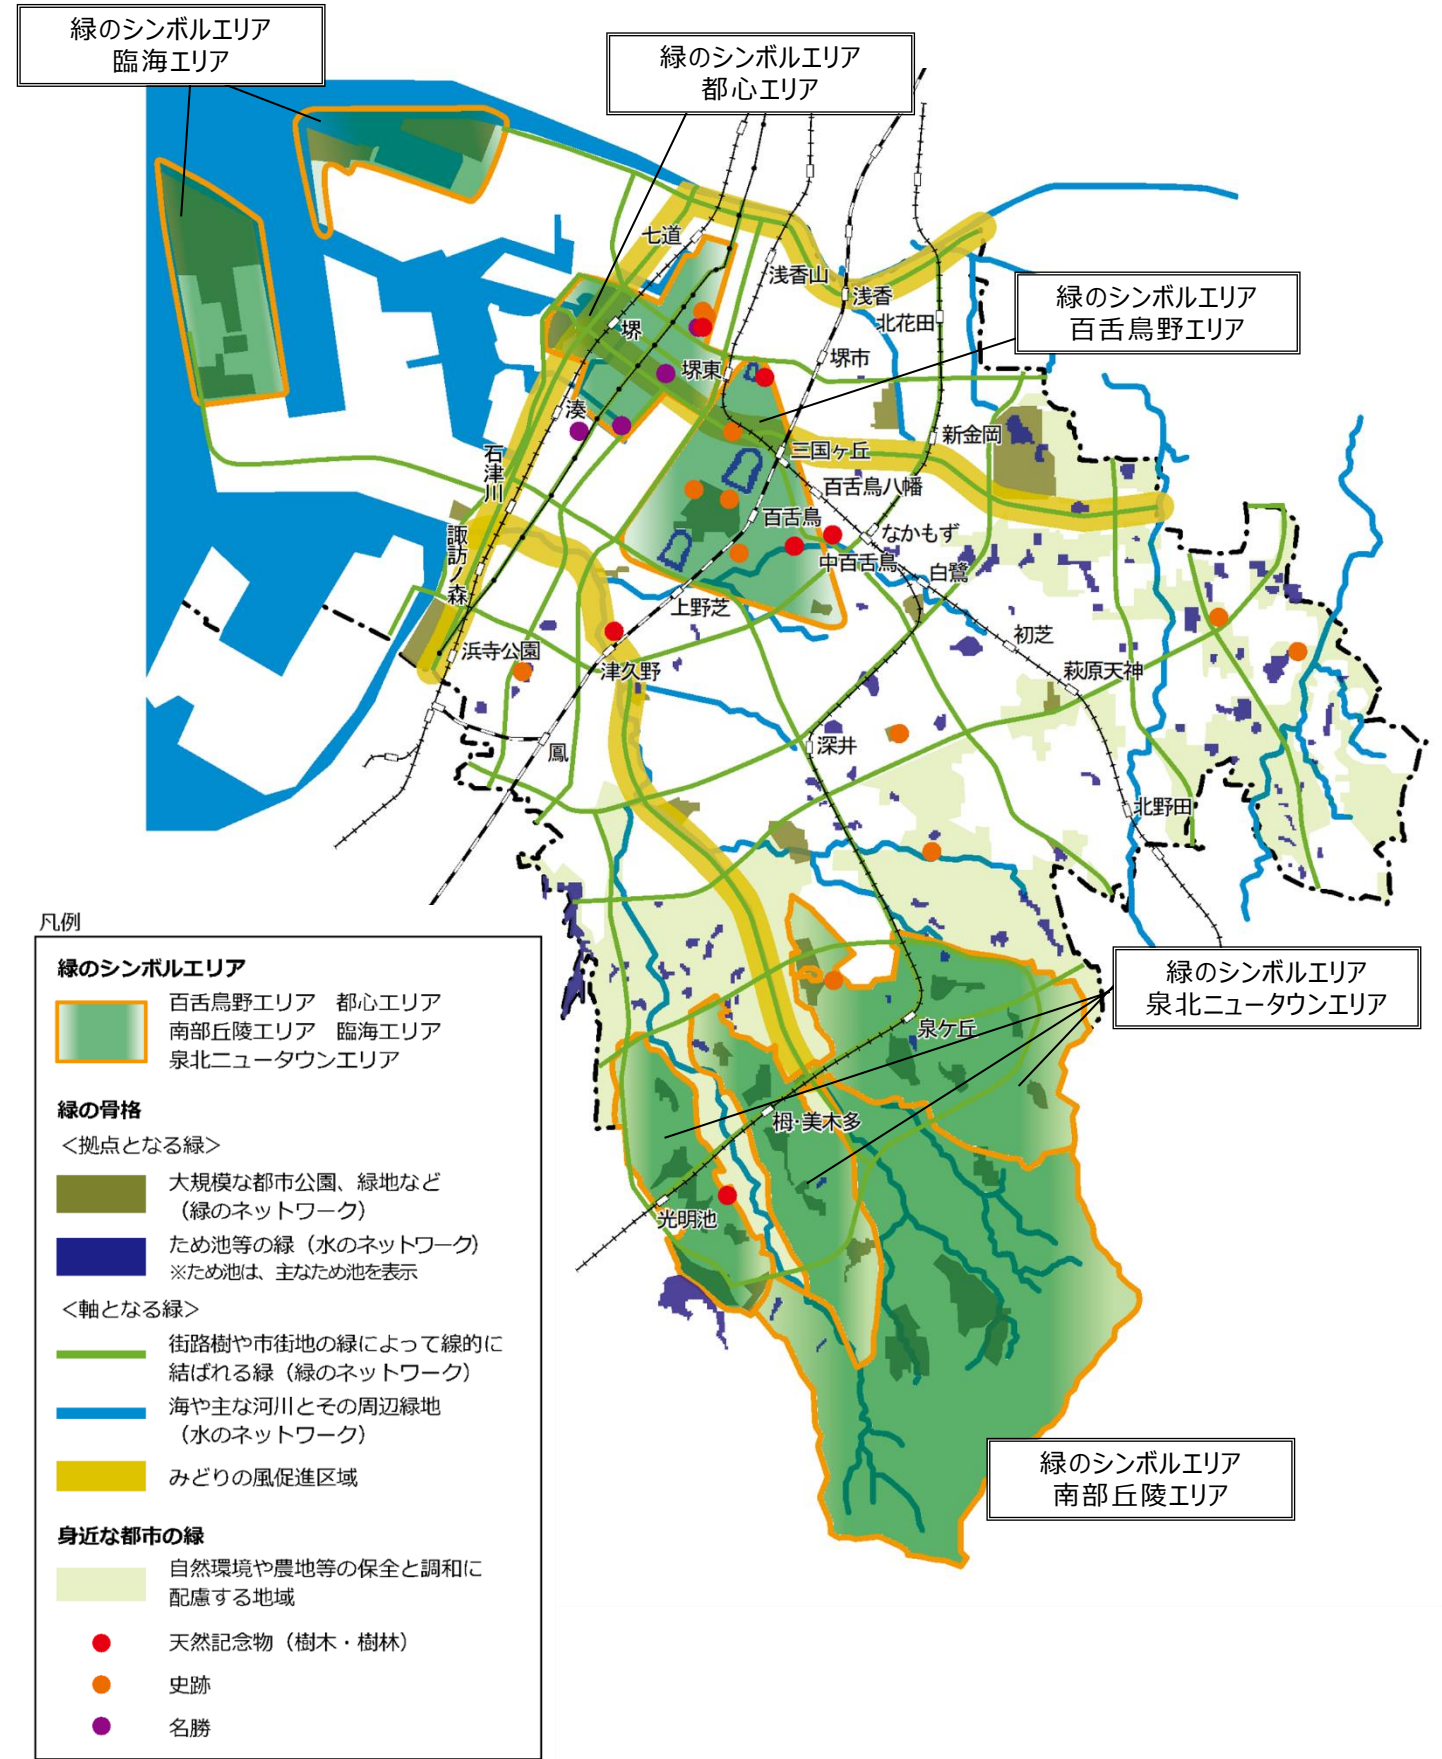 緑のシンボルエリア
臨海エリア
緑のシンボルエリア
都心エリア
緑のシンボルエリア
百舌鳥野エリア
七道
浅香山
浅香
北花田
堺
堺東
堺市
湊
新金岡
三国ヶ丘
石津川
百舌鳥八幡
百舌鳥
なかもず
諏訪ノ森
中百舌鳥
白鷺
上野芝
初芝
浜寺公園
津久野
萩原天神
鳳
深井
北野田
緑のシンボルエリア
泉北ニュータウンエリア
泉ケ丘
栂・美木多
光明池
緑のシンボルエリア
南部丘陵エリア
凡例
緑のシンボルエリア
百舌鳥野エリア　都心エリア
南部丘陵エリア　臨海エリア
泉北ニュータウンエリア
緑の骨格
＜拠点となる緑＞
大規模な都市公園、緑地など
（緑のネットワーク）
ため池等の緑（水のネットワーク）
※ため池は、主なため池を表示
＜軸となる緑＞
街路樹や市街地の緑によって線的に
結ばれる緑（緑のネットワーク）
海や主な河川とその周辺緑地
（水のネットワーク）
みどりの風促進区域
身近な都市の緑
自然環境や農地等の保全と調和に
配慮する地域
天然記念物（樹木・樹林）
史跡
名勝